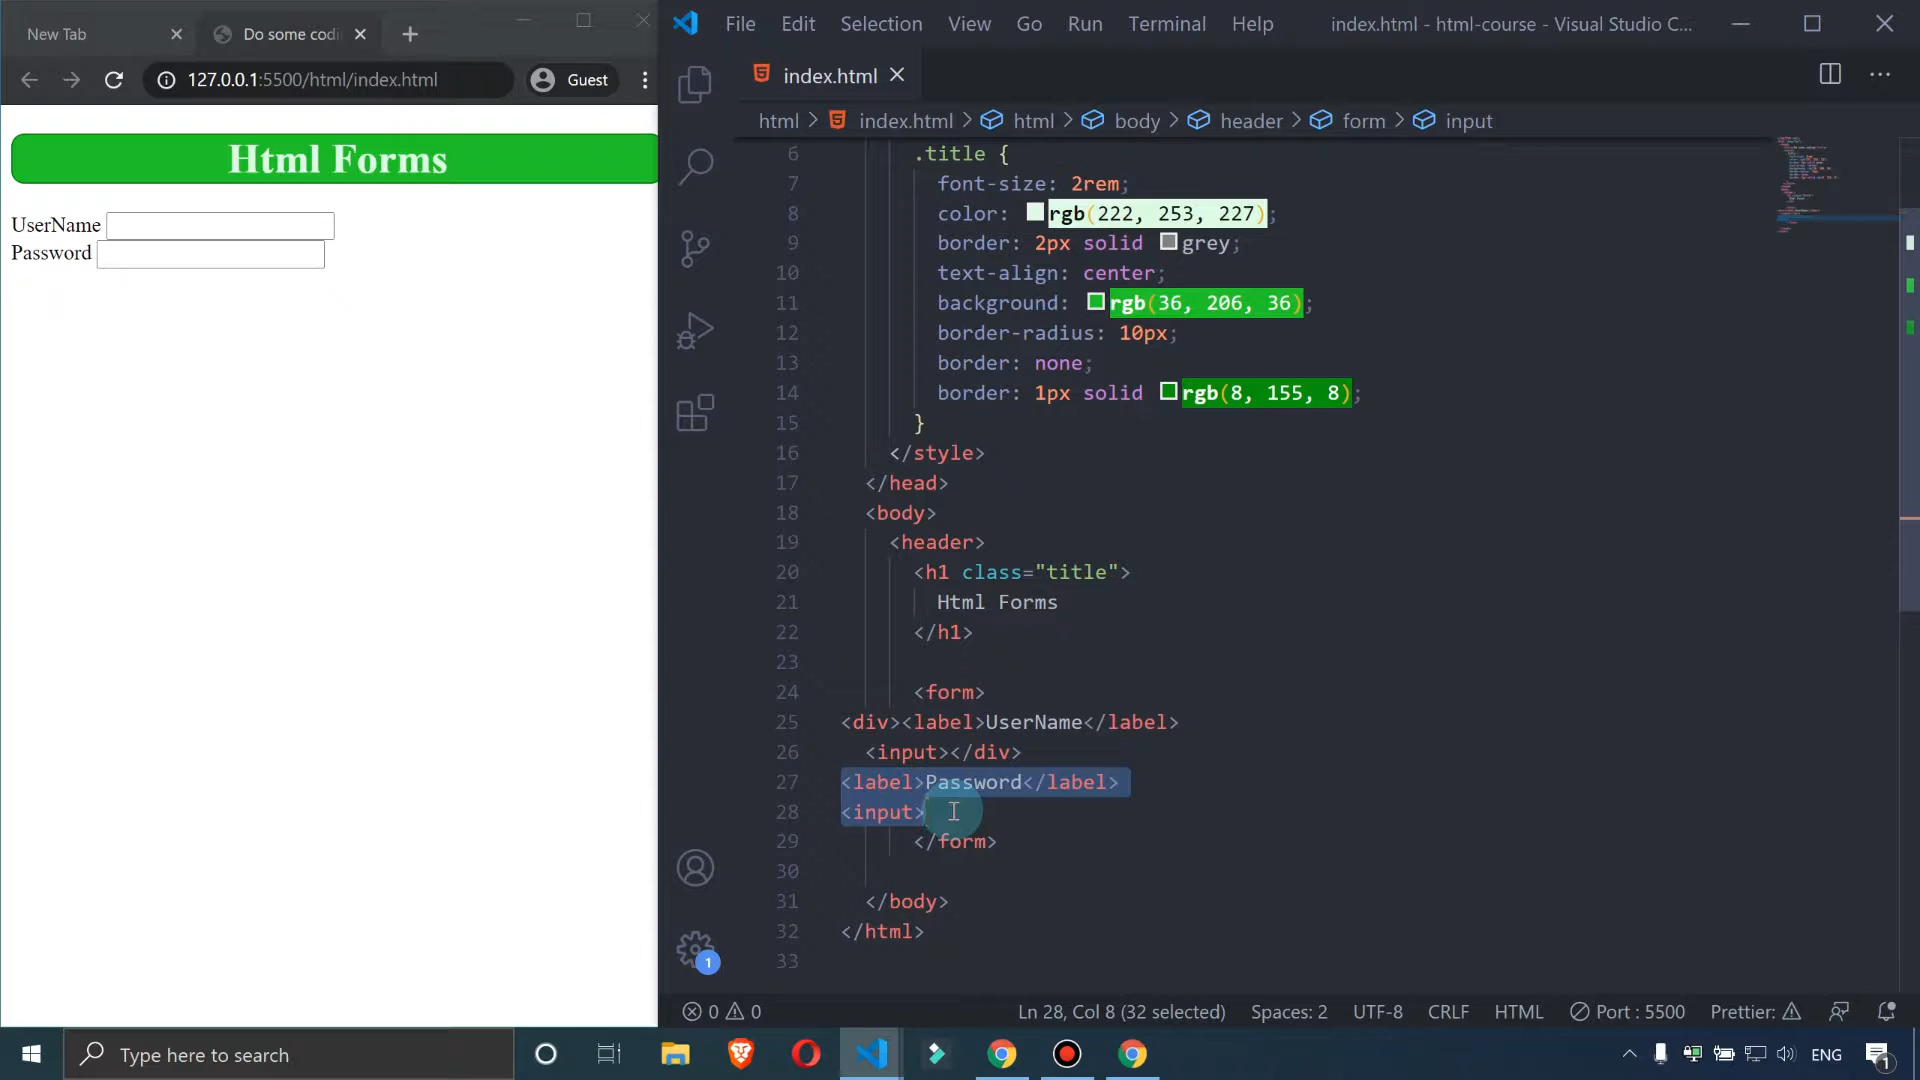 New Tab
Do some codi
127.0.0.1:5500/html/index.html
Guest
Html Forms
UserName
Password
File Edit Selection View Go Run Terminal Help
index.html - html-course - Visual Studio C...
index.html
html > index.html > html > body > header > form > input
6 .title {
7 font-size: 2rem;
8 color: rgb(222, 253, 227);
9 border: 2px solid grey;
10 text-align: center;
11 background: rgb(36, 206, 36);
12 border-radius: 10px;
13 border: none;
14 border: 1px solid rgb(8, 155, 8);
15 }
16 </style>
17 </head>
18 <body>
19 <header>
20 <h1 class="title">
21 Html Forms
22 </h1>
23
24 <form>
25 <div><label>UserName</label>
26 <input></div>
27 <label>Password</label>
28 <input>
29 </form>
30
31 </body>
32 </html>
33
1
0 0
Ln 28, Col 8 (32 selected)
Spaces: 2
UTF-8
CRLF
HTML
Port : 5500
Prettier:
Type here to search
ENG
1